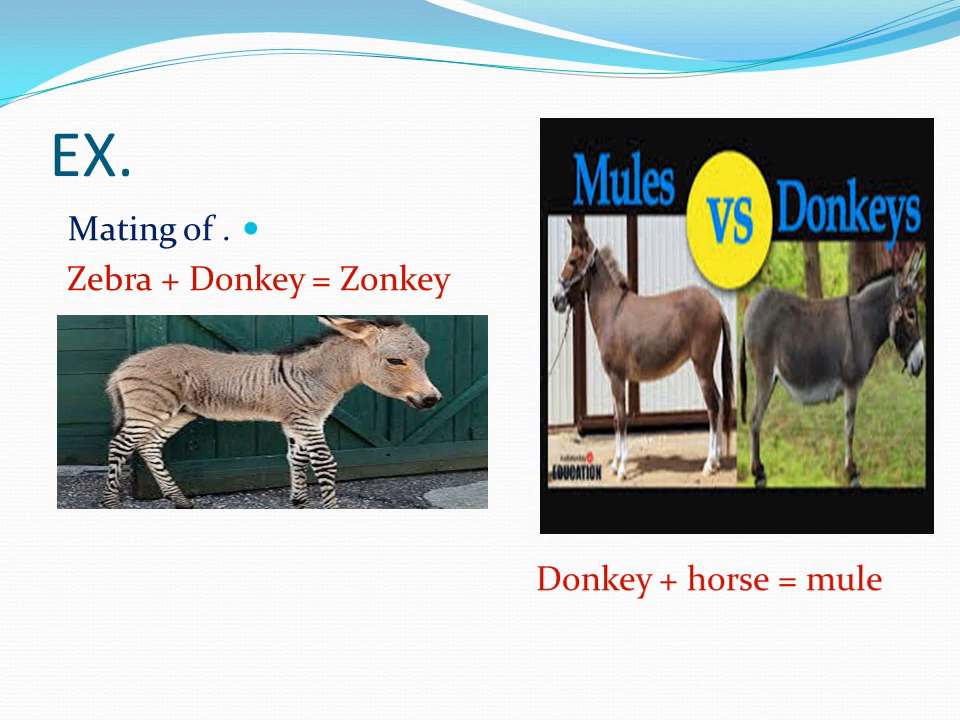 EX.
Mating of .
Zebra + Donkey = Zonkey
Mules vs Donkeys
EDUCATION
Donkey + horse = mule